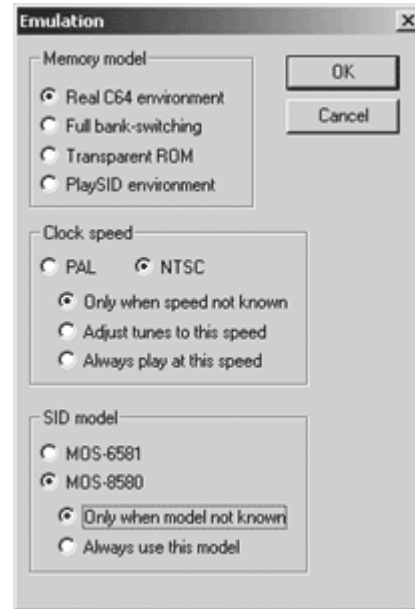 Emulation
Memory model
Real C64 environment
Full bank-switching
Transparent ROM
PlaySID environment
OK
Cancel
Clock speed
PAL NTSC
Only when speed not known
Adjust tunes to this speed
Always play at this speed
SID model
MOS-6581
MOS-8580
Only when model not known
Always use this model